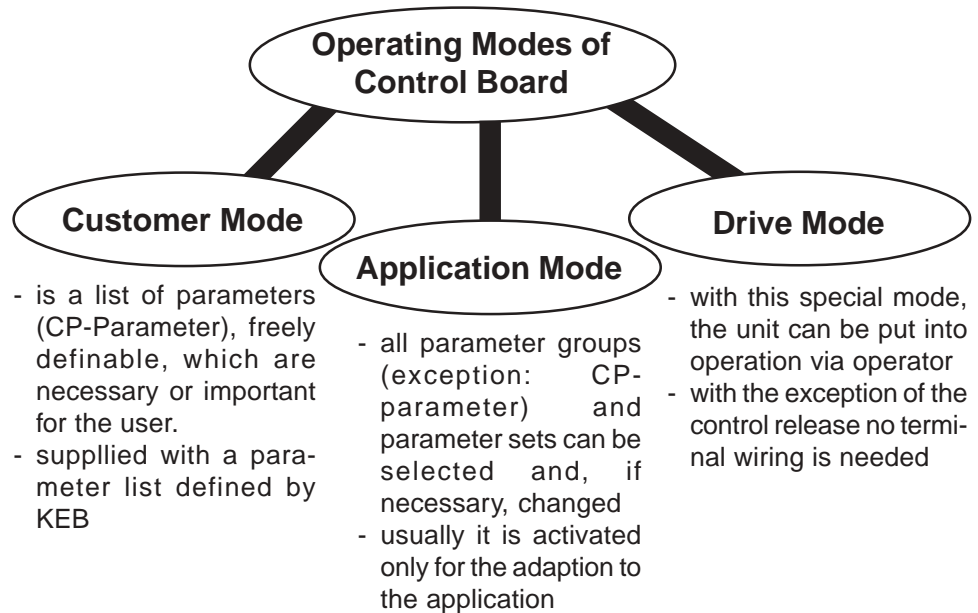 Operating Modes of
Control Board
Customer Mode
- is a list of parameters
(CP-Parameter), freely
definable, which are
necessary or important
for the user.
- suppllied with a para-
meter list defined by
KEB
Application Mode
- all parameter groups
(exception: CP-
parameter) and
parameter sets can be
selected and, if
necessary, changed
- usually it is activated
only for the adaption to
the application
Drive Mode
- with this special mode,
the unit can be put into
operation via operator
- with the exception of the
control release no termi-
nal wiring is needed